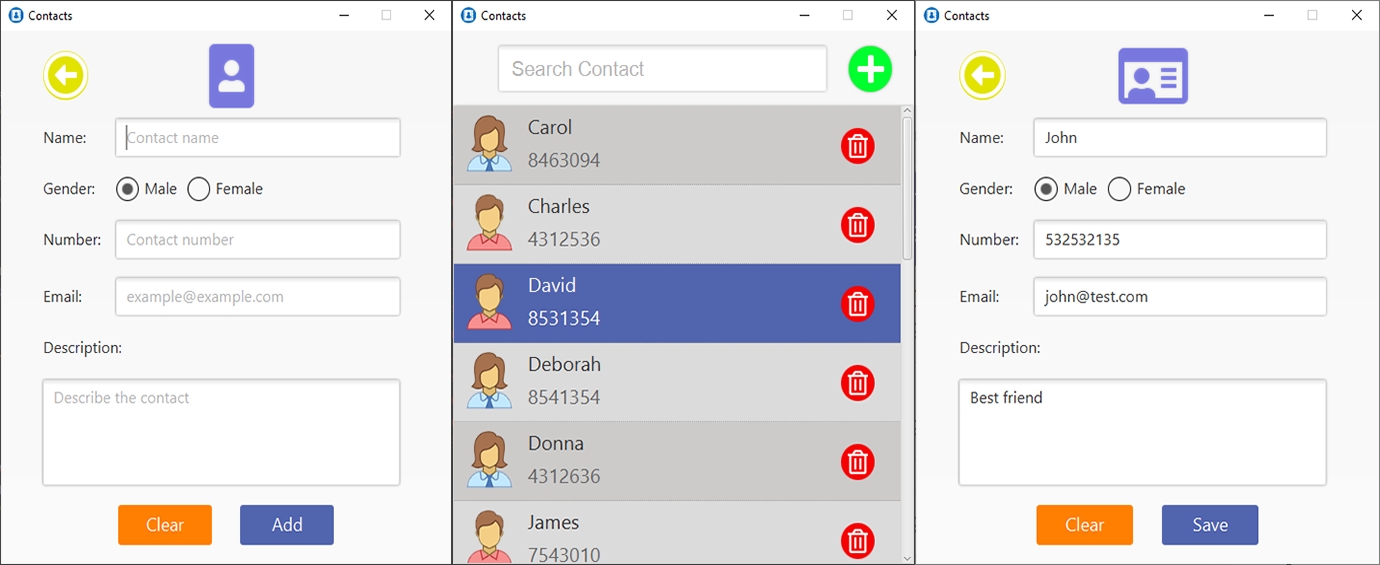 Contacts
Name:
Contact name
Gender:
Male
Female
Number:
Contact number
Email:
example@example.com
Description:
Describe the contact
Clear
Add
Contacts
Search Contact
Carol
8463094
Charles
4312536
David
8531354
Deborah
8541354
Donna
4312636
James
7543010
Contacts
Name:
John
Gender:
Male
Female
Number:
532532135
Email:
john@test.com
Description:
Best friend
Clear
Save